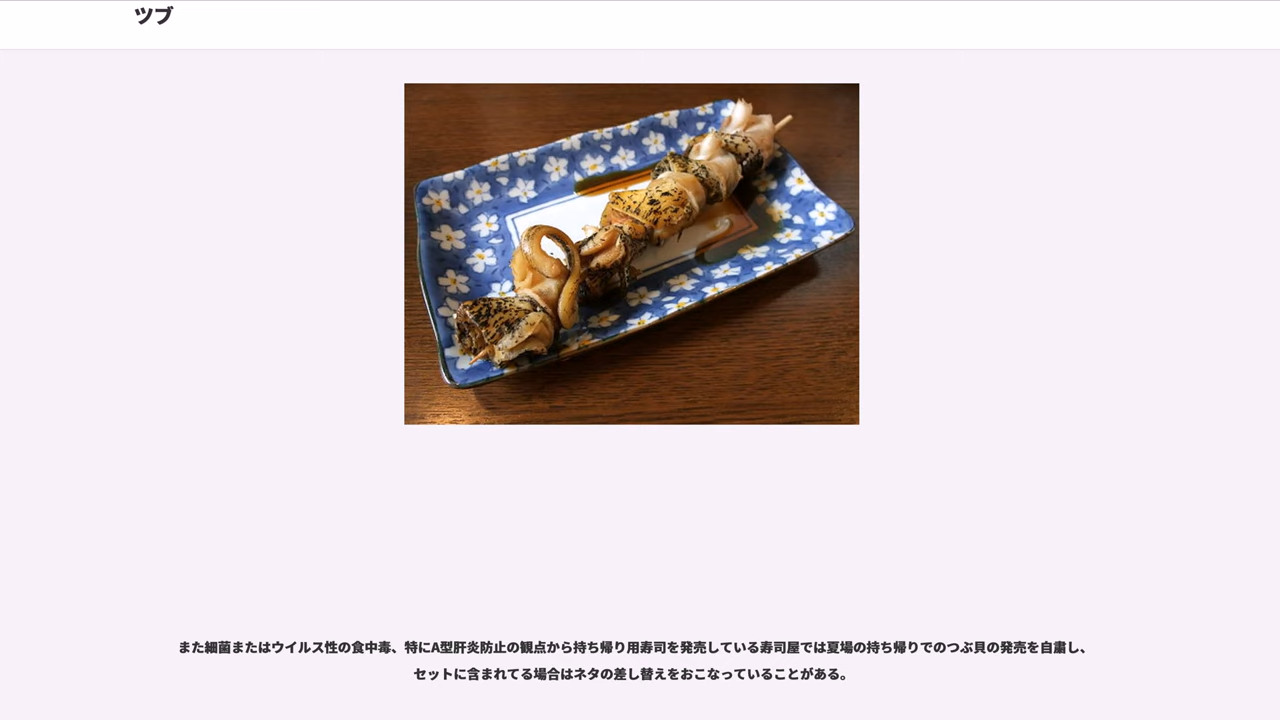 ツブ
また細菌またはウイルス性の食中毒、特にA型肝炎防止の観点から持ち帰り用寿司を発売している寿司屋では夏場の持ち帰りでのつぶ貝の発売を自粛し、
セットに含まれてる場合はネタの差し替えをおこなっていることがある。